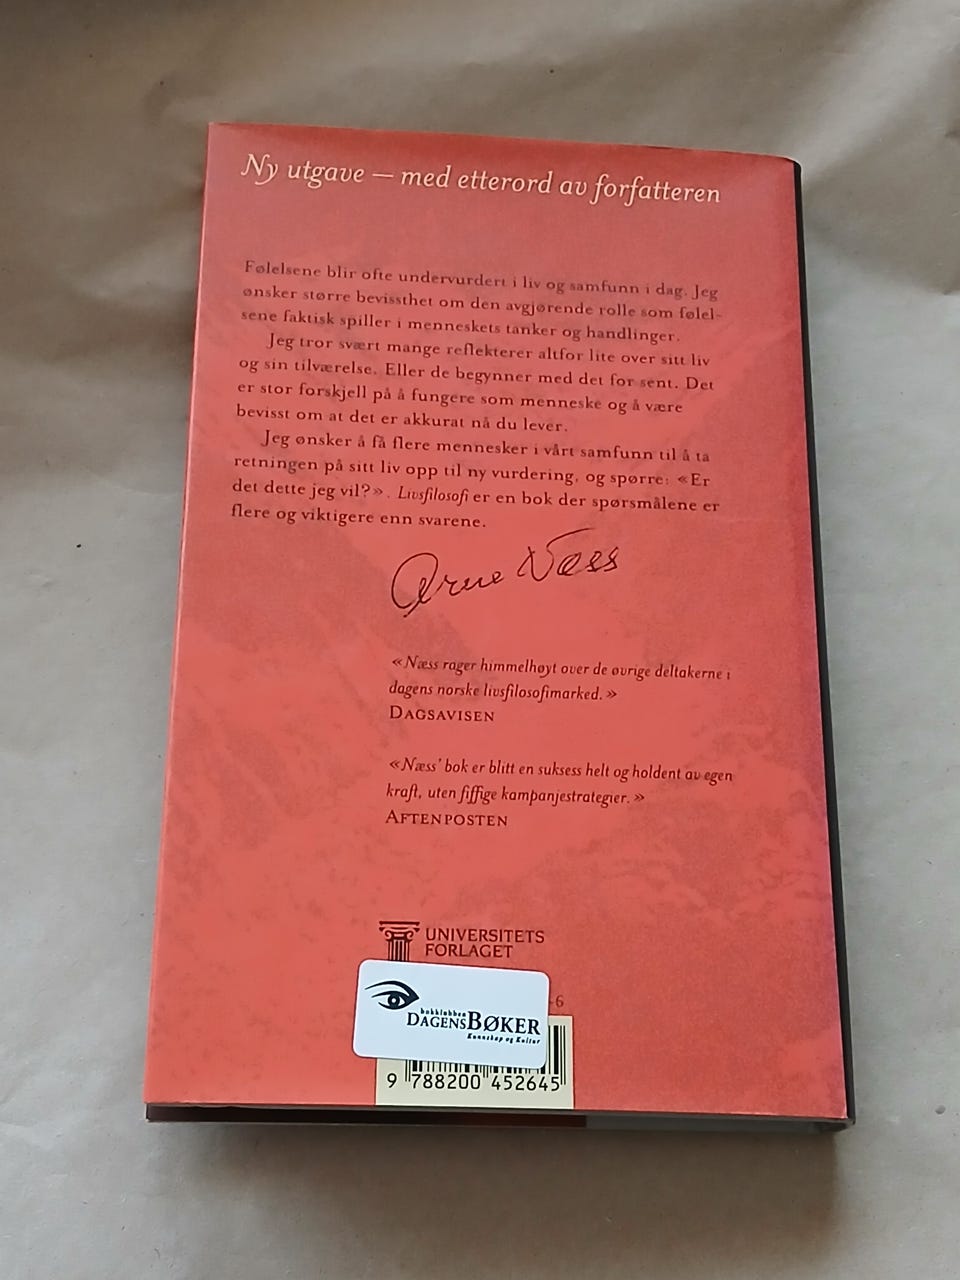 Ny utgave — med etterord av forfatteren
Følelsene blir ofte undervurdert i liv og samfunn i dag. Jeg
ønsker større bevissthet om den avgjørende rolle som følel-
sene faktisk spiller i menneskets tanker og handlinger.
Jeg tror svært mange reflekterer altfor lite over sitt liv
og sin tilværelse. Eller de begynner med det for sent. Det
er stor forskjell på å fungere som menneske og å være
bevisst om at det er akkurat nå du lever.
Jeg ønsker å få flere mennesker i vårt samfunn til å ta
retningen på sitt liv opp til ny vurdering, og spørre: «Er
det dette jeg vil?». Livsfilosofi er en bok der spørsmålene er
flere og viktigere enn svarene.
Arne Næss
«Næss rager himmelhøyt over de øvrige deltakerne i
dagens norske livsfilosofimarked.»
DAGSAVISEN
«Næss' bok er blitt en suksess helt og holdent av egen
kraft, uten fiffige kampanjestrategier.»
AFTENPOSTEN
UNIVERSITETS
FORLAGET
-6
bokklubben
DAGENSBØKER
Kunnskap og Kultur
9 788200 452645